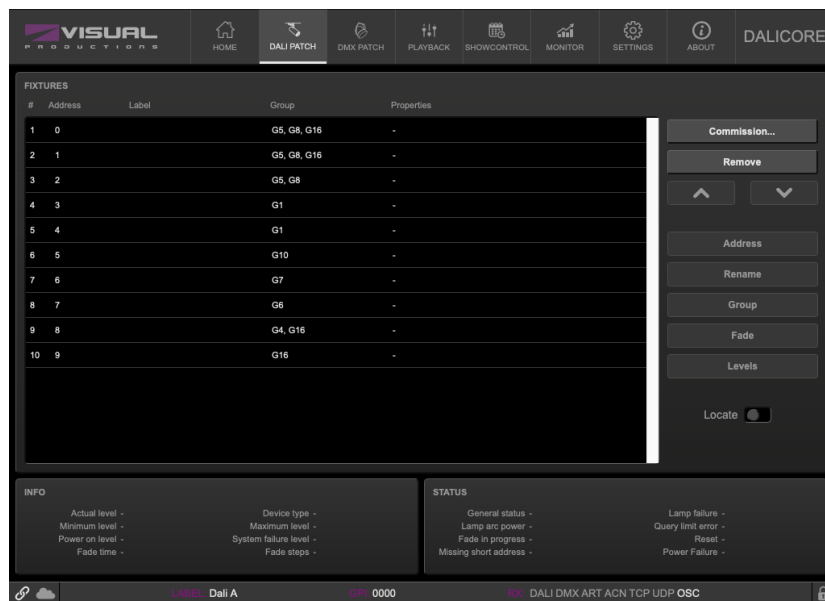 VISUAL
PRODUCTIONS
HOME
DALI PATCH
DMX PATCH
PLAYBACK
SHOWCONTROL
MONITOR
SETTINGS
ABOUT
DALICORE
FIXTURES
# Address Label Group Properties
1 0 G5, G8, G16 -
2 1 G5, G8, G16 -
3 2 G5, G8 -
4 3 G1 -
5 4 G1 -
6 5 G10 -
7 6 G7 -
8 7 G6 -
9 8 G4, G16 -
10 9 G16 -
Commission...
Remove
Address
Rename
Group
Fade
Levels
Locate
INFO
Actual level - Device type -
Minimum level - Maximum level -
Power on level - System failure level -
Fade time - Fade steps -
STATUS
General status - Lamp failure -
Lamp arc power - Query limit error -
Fade in progress - Reset -
Missing short address - Power Failure -
LABEL: Dali A GPI: 0000 RX: DALI DMX ART ACN TCP UDP OSC